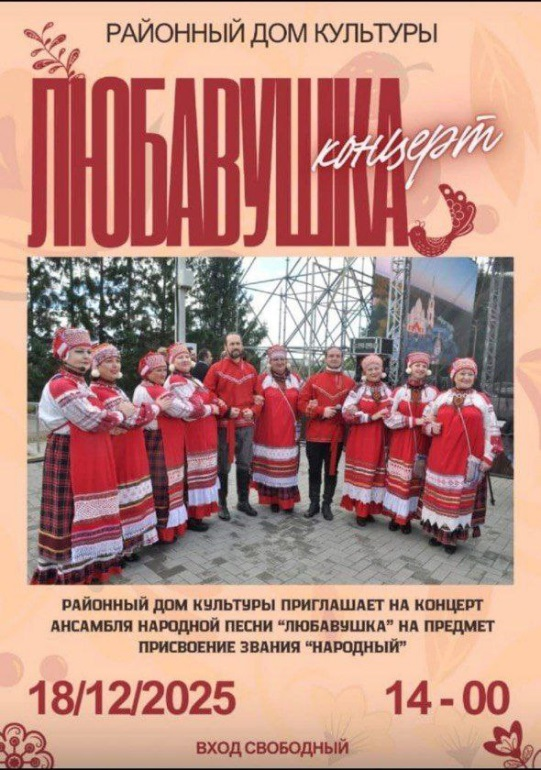 РАЙОННЫЙ ДОМ КУЛЬТУРЫ
ЛЮБАВУШКА
концерт
РАЙОННЫЙ ДОМ КУЛЬТУРЫ ПРИГЛАШАЕТ НА КОНЦЕРТ
АНСАМБЛЯ НАРОДНОЙ ПЕСНИ "ЛЮБАВУШКА" НА ПРЕДМЕТ
ПРИСВОЕНИЕ ЗВАНИЯ "НАРОДНЫЙ"
18/12/2025 14-00
ВХОД СВОБОДНЫЙ